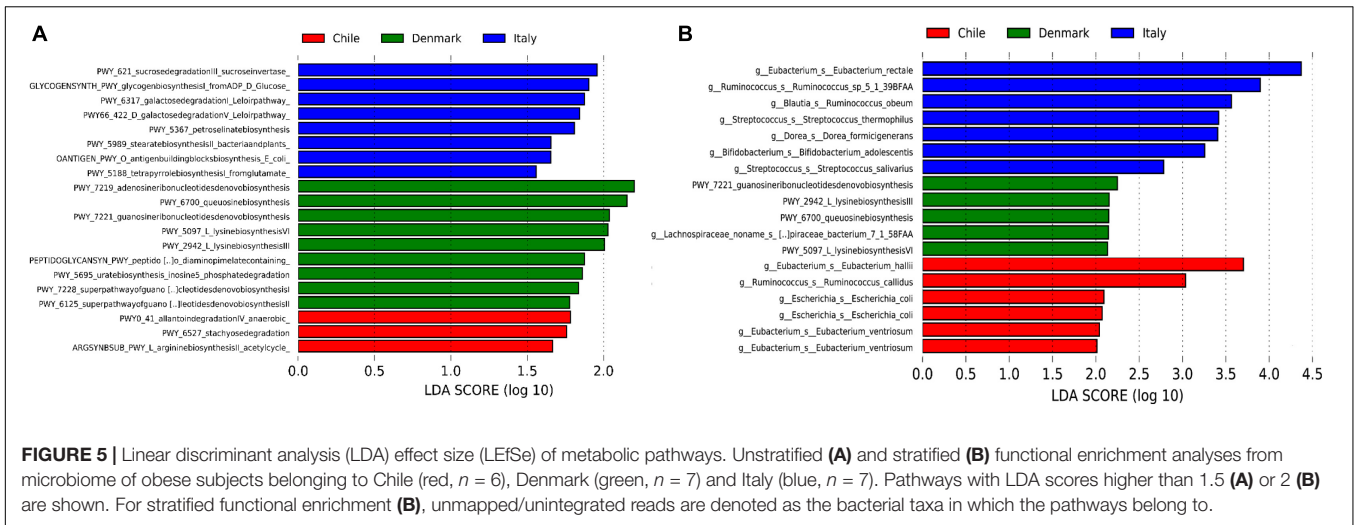 A
Chile Denmark Italy
PWY_621_sucrosedegradationIII_sucroseinvertase_
GLYCOGENSYNTH_PWY_glycogenbiosynthesisI_fromADP_D_Glucose_
PWY_6317_galactosedegradationI_Leloirpathway_
PWY66_422_D_galactosedegradationV_Leloirpathway_
PWY_5367_petroselinatebiosynthesis
PWY_5989_stearatebiosynthesisII_bacteriaandplants_
OANTIGEN_PWY_O_antigenbuildingblocksbiosynthesis_E_coli_
PWY_5188_tetrapyrrolebiosynthesisI_fromglutamate_
PWY_7219_adenosineribonucleotidesdenovobiosynthesis
PWY_6700_queuosinebiosynthesis
PWY_7221_guanosineribonucleotidesdenovobiosynthesis
PWY_5097_L_lysinebiosynthesisVI
PWY_2942_L_lysinebiosynthesisIII
PEPTIDOGLYCANSYN_PWY_peptido [..]o_diaminopimelatecontaining_
PWY_5695_uratebiosynthesis_inosine5_phosphatedegradation
PWY_7228_superpathwayofguano [..]cleotidesdenovobiosynthesisI
PWY_6125_superpathwayofguano [..]leotidesdenovobiosynthesisII
PWY0_41_allantoindegradationIV_anaerobic_
PWY_6527_stachyosedegradation
ARGSYNBSUB_PWY_L_argininebiosynthesisII_acetylcycle_
0.0 0.5 1.0 1.5 2.0
LDA SCORE (log 10)
B
Chile Denmark Italy
g__Eubacterium_s__Eubacterium_rectale
g__Ruminococcus_s__Ruminococcus_sp_5_1_39BFAA
g__Blautia_s__Ruminococcus_obeum
g__Streptococcus_s__Streptococcus_thermophilus
g__Dorea_s__Dorea_formicigenerans
g__Bifidobacterium_s__Bifidobacterium_adolescentis
g__Streptococcus_s__Streptococcus_salivarius
PWY_7221_guanosineribonucleotidesdenovobiosynthesis
PWY_2942_L_lysinebiosynthesisIII
PWY_6700_queuosinebiosynthesis
g__Lachnospiraceae_noname_s_ [..]piraceae_bacterium_7_1_58FAA
PWY_5097_L_lysinebiosynthesisVI
g__Eubacterium_s__Eubacterium_hallii
g__Ruminococcus_s__Ruminococcus_callidus
g__Escherichia_s__Escherichia_coli
g__Escherichia_s__Escherichia_coli
g__Eubacterium_s__Eubacterium_ventriosum
g__Eubacterium_s__Eubacterium_ventriosum
0.0 0.5 1.0 1.5 2.0 2.5 3.0 3.5 4.0 4.5
LDA SCORE (log 10)
FIGURE 5 | Linear discriminant analysis (LDA) effect size (LEfSe) of metabolic pathways. Unstratified (A) and stratified (B) functional enrichment analyses from
microbiome of obese subjects belonging to Chile (red, n = 6), Denmark (green, n = 7) and Italy (blue, n = 7). Pathways with LDA scores higher than 1.5 (A) or 2 (B)
are shown. For stratified functional enrichment (B), unmapped/unintegrated reads are denoted as the bacterial taxa in which the pathways belong to.